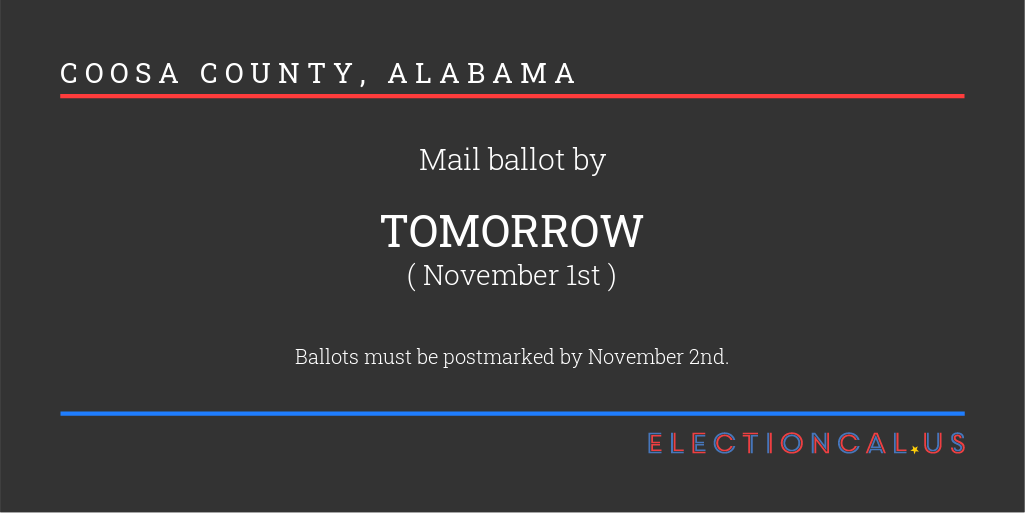 COOSA COUNTY, ALABAMA
Mail ballot by
TOMORROW
( November 1st )
Ballots must be postmarked by November 2nd.
ELECTIONCAL.US